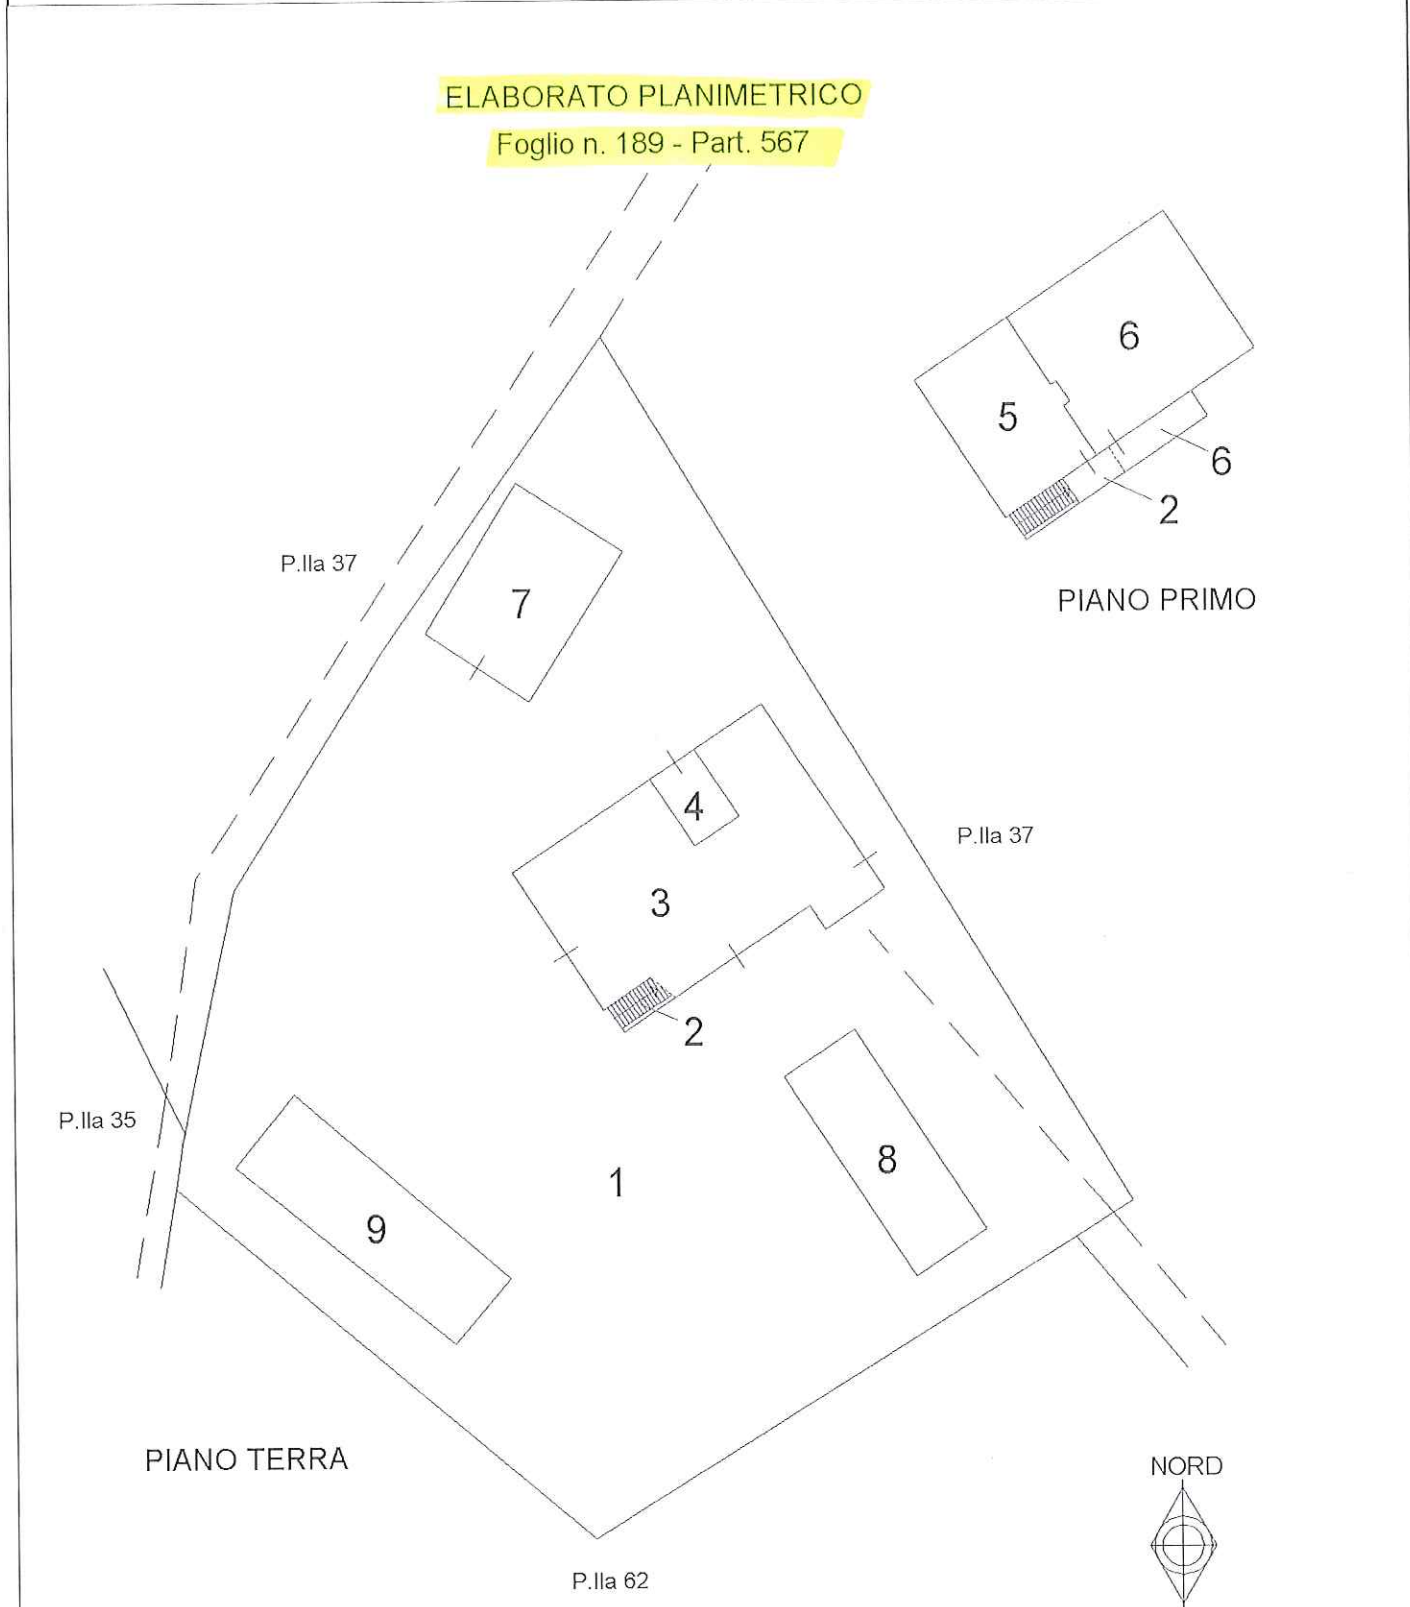 ELABORATO PLANIMETRICO
Foglio n. 189 - Part. 567
6
5
6
2
PIANO PRIMO
P.lla 37
7
4
P.lla 37
3
2
P.lla 35
8
1
9
PIANO TERRA
NORD
P.lla 62